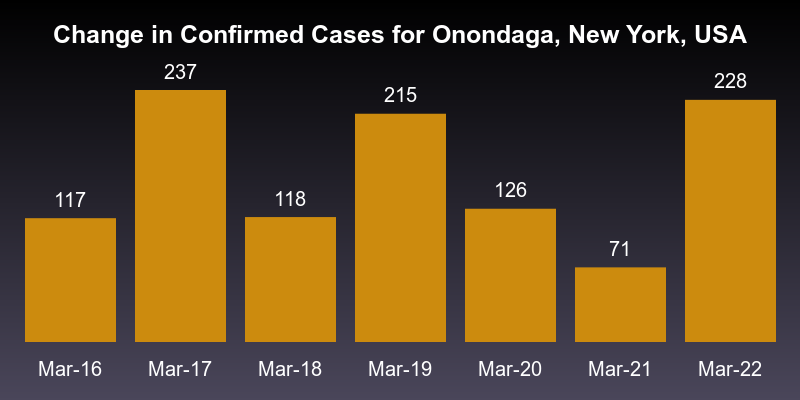 Change in Confirmed Cases for Onondaga, New York, USA
117
237
118
215
126
71
228
Mar-16
Mar-17
Mar-18
Mar-19
Mar-20
Mar-21
Mar-22